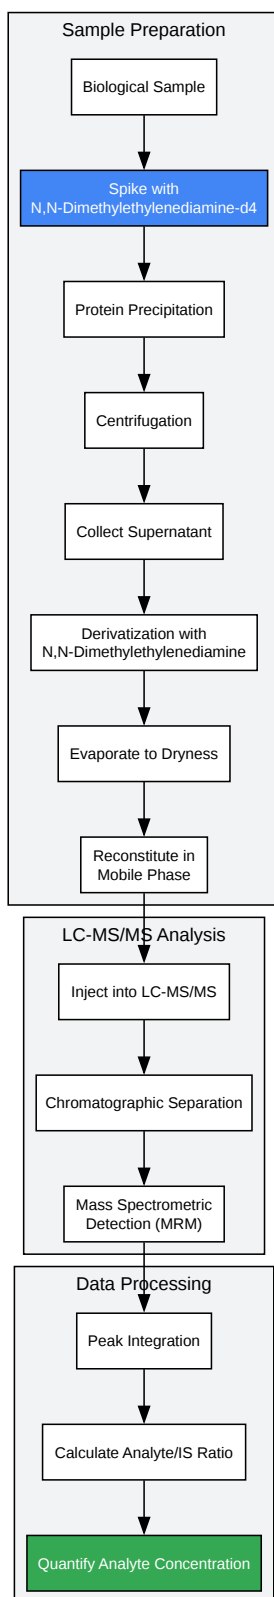 Sample Preparation
Biological Sample
Spike with
N,N-Dimethylethylenediamine-d4
Protein Precipitation
Centrifugation
Collect Supernatant
Derivatization with
N,N-Dimethylethylenediamine
Evaporate to Dryness
Reconstitute in
Mobile Phase
LC-MS/MS Analysis
Inject into LC-MS/MS
Chromatographic Separation
Mass Spectrometric
Detection (MRM)
Data Processing
Peak Integration
Calculate Analyte/IS Ratio
Quantify Analyte Concentration